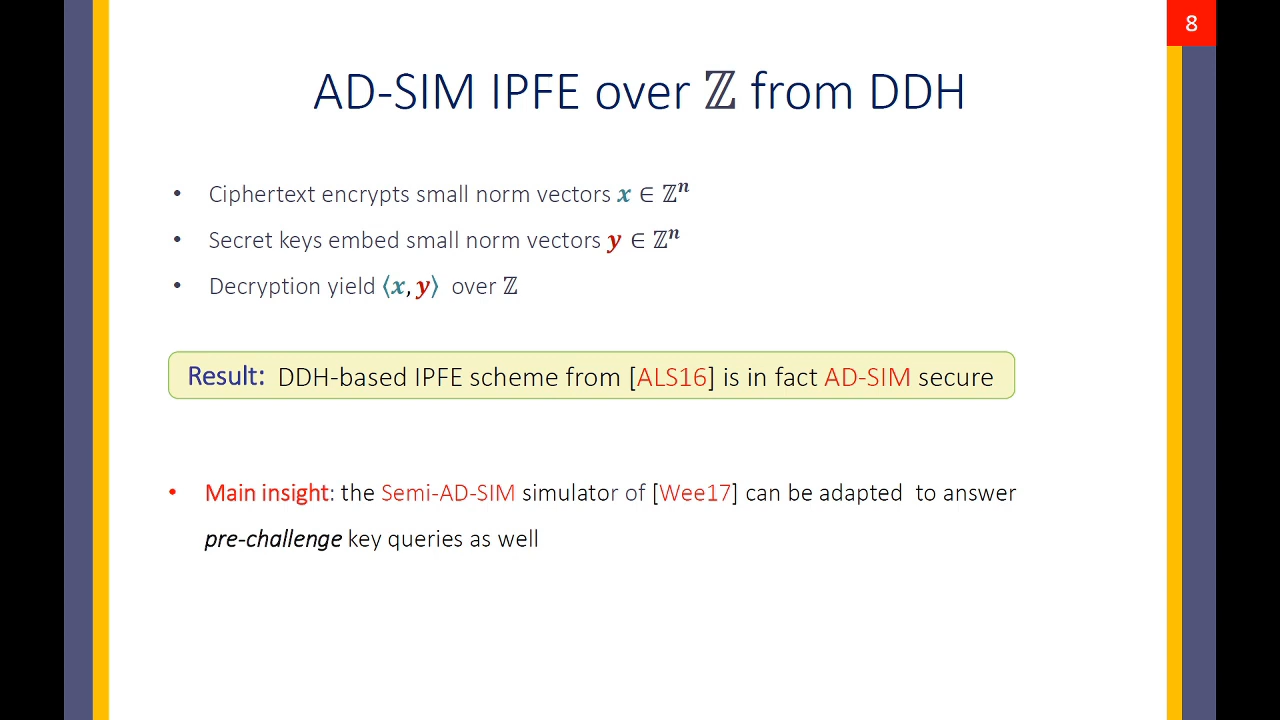 8
AD-SIM IPFE over ℤ from DDH
• Ciphertext encrypts small norm vectors 𝒙 ∈ ℤⁿ
• Secret keys embed small norm vectors 𝒚 ∈ ℤⁿ
• Decryption yield ⟨𝒙, 𝒚⟩ over ℤ
Result: DDH-based IPFE scheme from [ALS16] is in fact AD-SIM secure
• Main insight: the Semi-AD-SIM simulator of [Wee17] can be adapted to answer
pre-challenge key queries as well